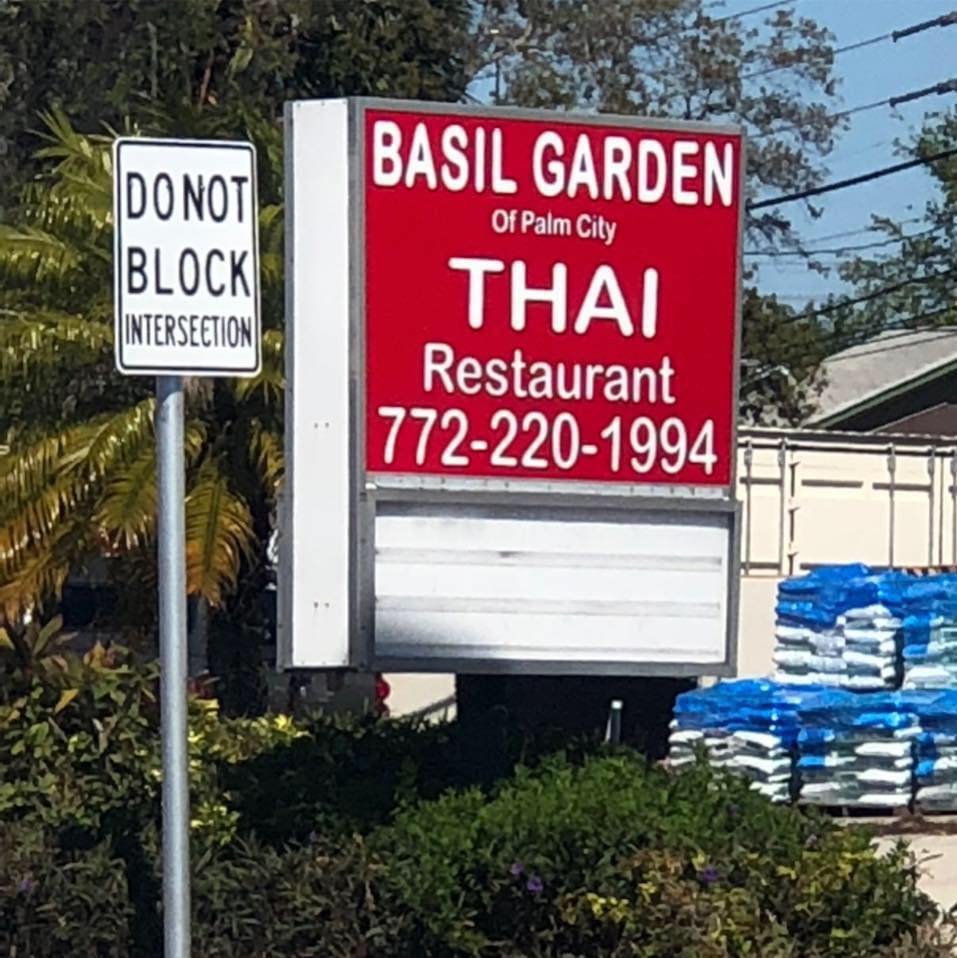 DO NOT
BLOCK
INTERSECTION
BASIL GARDEN
Of Palm City
THAI
Restaurant
772-220-1994